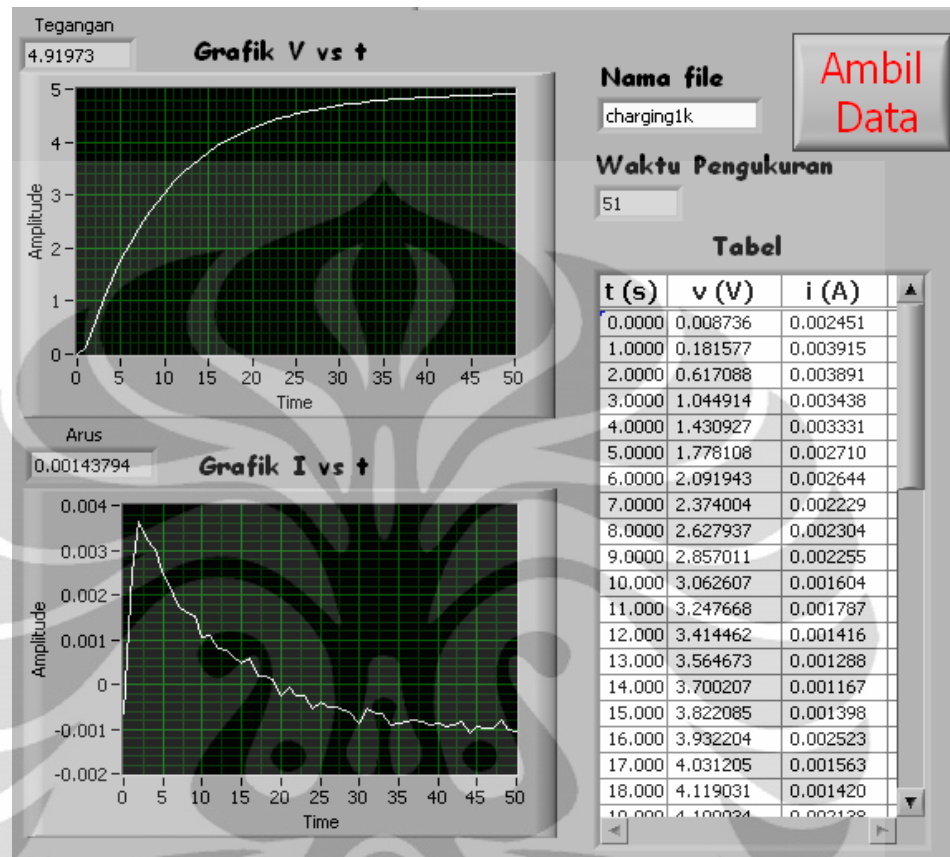 Tegangan
4.91973
Grafik V vs t
5
4
3
2
1
0
Amplitude
0 5 10 15 20 25 30 35 40 45 50
Time
Arus
0.00143794
Grafik I vs t
0.004
0.003
0.002
0.001
0
-0.001
-0.002
Amplitude
0 5 10 15 20 25 30 35 40 45 50
Time
Nama file
charging1k
Ambil
Data
Waktu Pengukuran
51
Tabel
t (s) v (V) i (A)
0.0000 0.008736 0.002451
1.0000 0.181577 0.003915
2.0000 0.617088 0.003891
3.0000 1.044914 0.003438
4.0000 1.430927 0.003331
5.0000 1.778108 0.002710
6.0000 2.091943 0.002644
7.0000 2.374004 0.002229
8.0000 2.627937 0.002304
9.0000 2.857011 0.002255
10.000 3.062607 0.001604
11.000 3.247668 0.001787
12.000 3.414462 0.001416
13.000 3.564673 0.001288
14.000 3.700207 0.001167
15.000 3.822085 0.001398
16.000 3.932204 0.002523
17.000 4.031205 0.001563
18.000 4.119031 0.001420